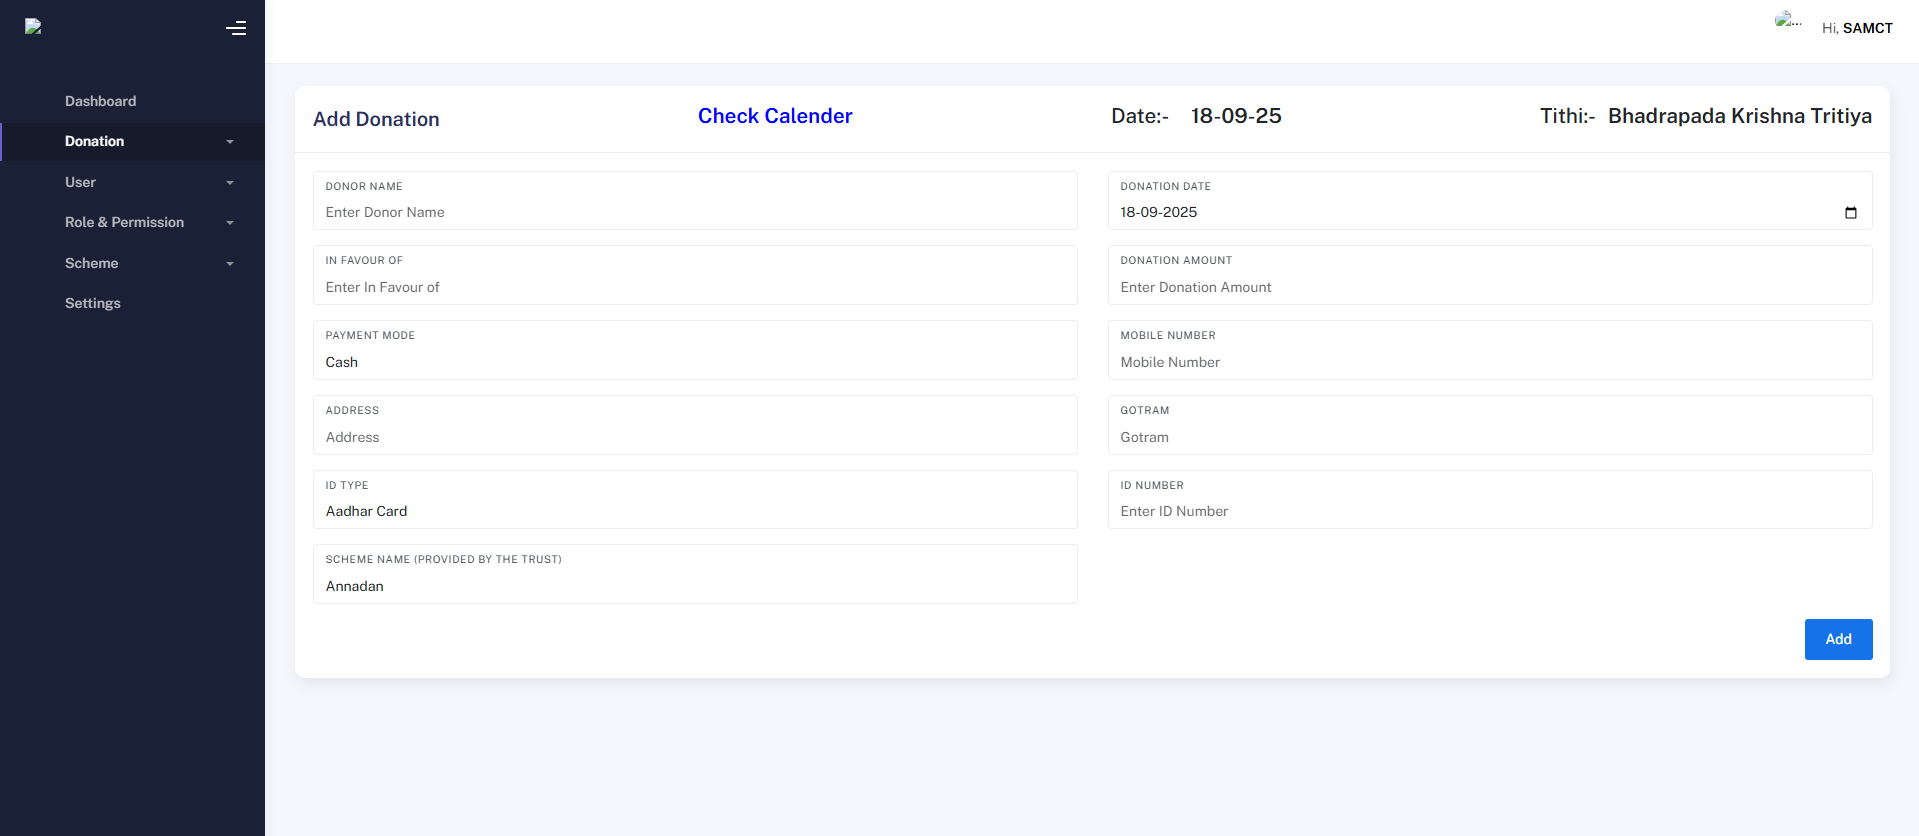 Hi, SAMCT
Dashboard
Donation
User
Role & Permission
Scheme
Settings
Add Donation
Check Calender
Date:- 18-09-25
Tithi:- Bhadrapada Krishna Tritiya
DONOR NAME
Enter Donor Name
DONATION DATE
18-09-2025
IN FAVOUR OF
Enter In Favour of
DONATION AMOUNT
Enter Donation Amount
PAYMENT MODE
Cash
MOBILE NUMBER
Mobile Number
ADDRESS
Address
GOTRAM
Gotram
ID TYPE
Aadhar Card
ID NUMBER
Enter ID Number
SCHEME NAME (PROVIDED BY THE TRUST)
Annadan
Add